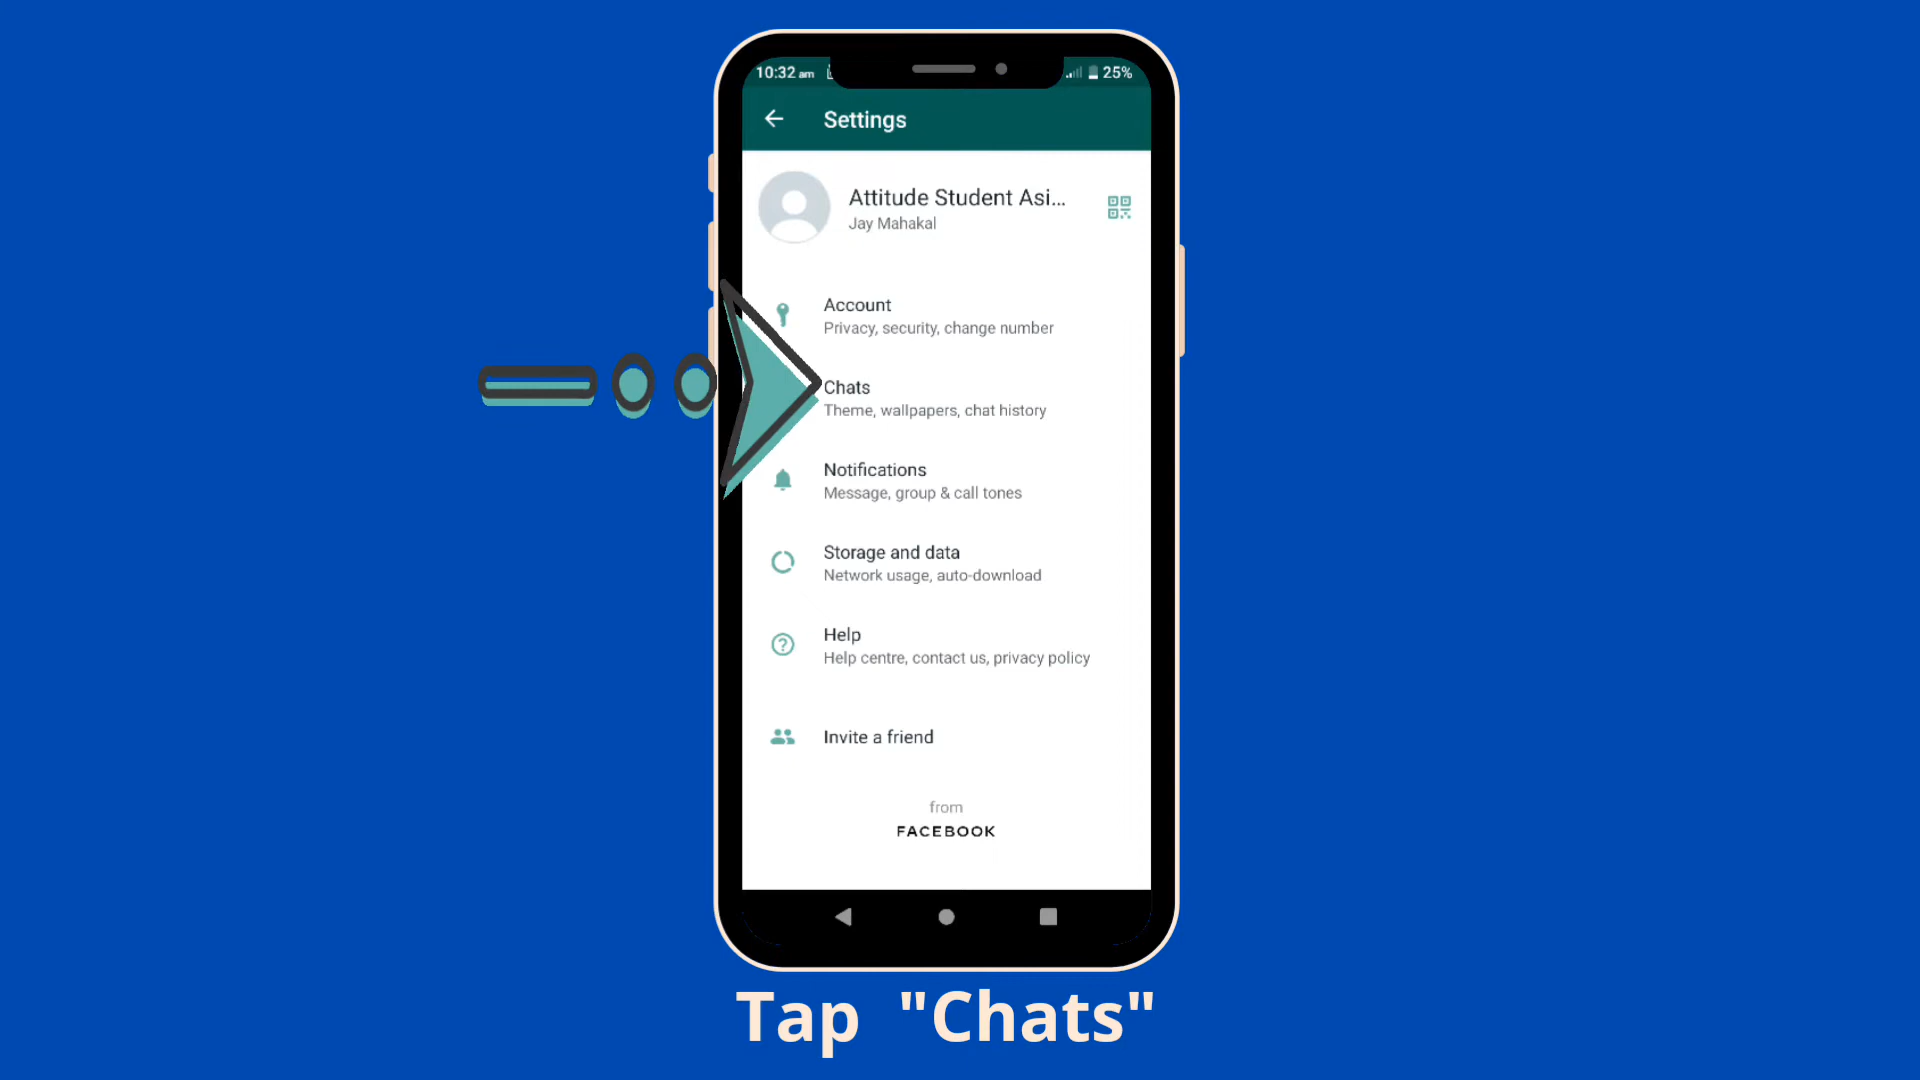 10:32 am 25%
Settings
Attitude Student Asi...
Jay Mahakal
Account
Privacy, security, change number
Chats
Theme, wallpapers, chat history
Notifications
Message, group & call tones
Storage and data
Network usage, auto-download
Help
Help centre, contact us, privacy policy
Invite a friend
from
FACEBOOK
Tap "Chats"